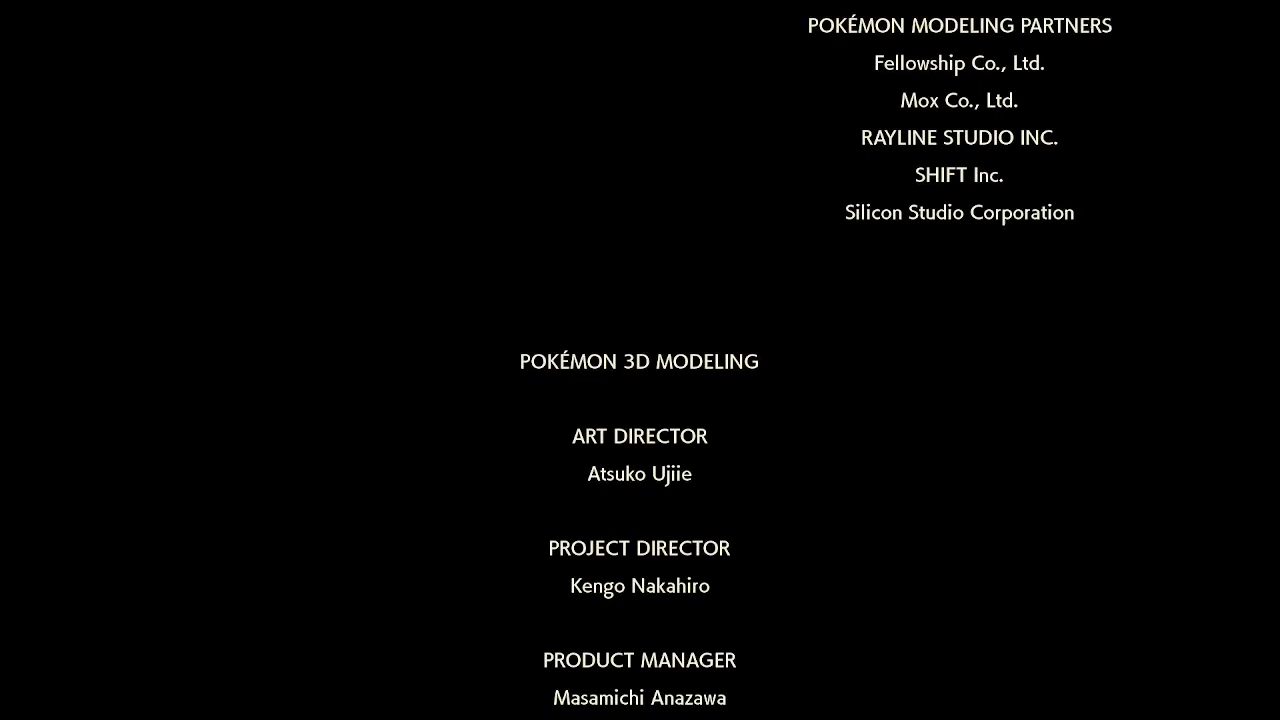 POKÉMON MODELING PARTNERS
Fellowship Co., Ltd.
Mox Co., Ltd.
RAYLINE STUDIO INC.
SHIFT Inc.
Silicon Studio Corporation
POKÉMON 3D MODELING
ART DIRECTOR
Atsuko Ujiie
PROJECT DIRECTOR
Kengo Nakahiro
PRODUCT MANAGER
Masamichi Anazawa